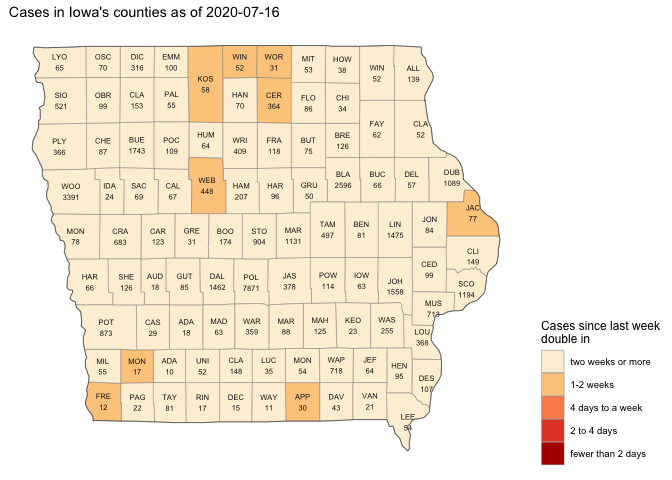 Cases in Iowa's counties as of 2020-07-16
LYO OSC DIC EMM WIN WOR MIT HOW
65 70 316 100 52 31 53 38
KOS WIN ALL
58 52 139
SIO OBR CLA PAL HAN CER FLO CHI
521 99 153 55 70 364 86 34
FAY CLA
62 52
PLY CHE BUE POC HUM WRI FRA BUT BRE
366 87 1743 109 64 409 118 75 126
BLA BUC DEL DUB
2596 66 57 1089
WOO IDA SAC CAL WEB HAM HAR GRU
3391 24 69 67 448 207 96 50
JAC
77
MON CRA CAR GRE BOO STO MAR TAM BEN LIN JON
78 683 123 31 174 904 1131 497 81 1475 84
CLI
149
CED
99
HAR SHE AUD GUT DAL POL JAS POW IOW JOH
66 126 18 85 1462 7871 378 114 63 1558
SCO
1194
MUS
713
POT CAS ADA MAD WAR MAR MAH KEO WAS
873 29 18 63 359 88 125 23 255
LOU
368
MIL MON ADA UNI CLA LUC MON WAP JEF HEN
55 17 10 52 148 35 54 718 64 95
DES
107
FRE PAG TAY RIN DEC WAY APP DAV VAN
12 22 81 17 15 11 30 43 21
LEE
54
Cases since last week
double in
two weeks or more
1-2 weeks
4 days to a week
2 to 4 days
fewer than 2 days